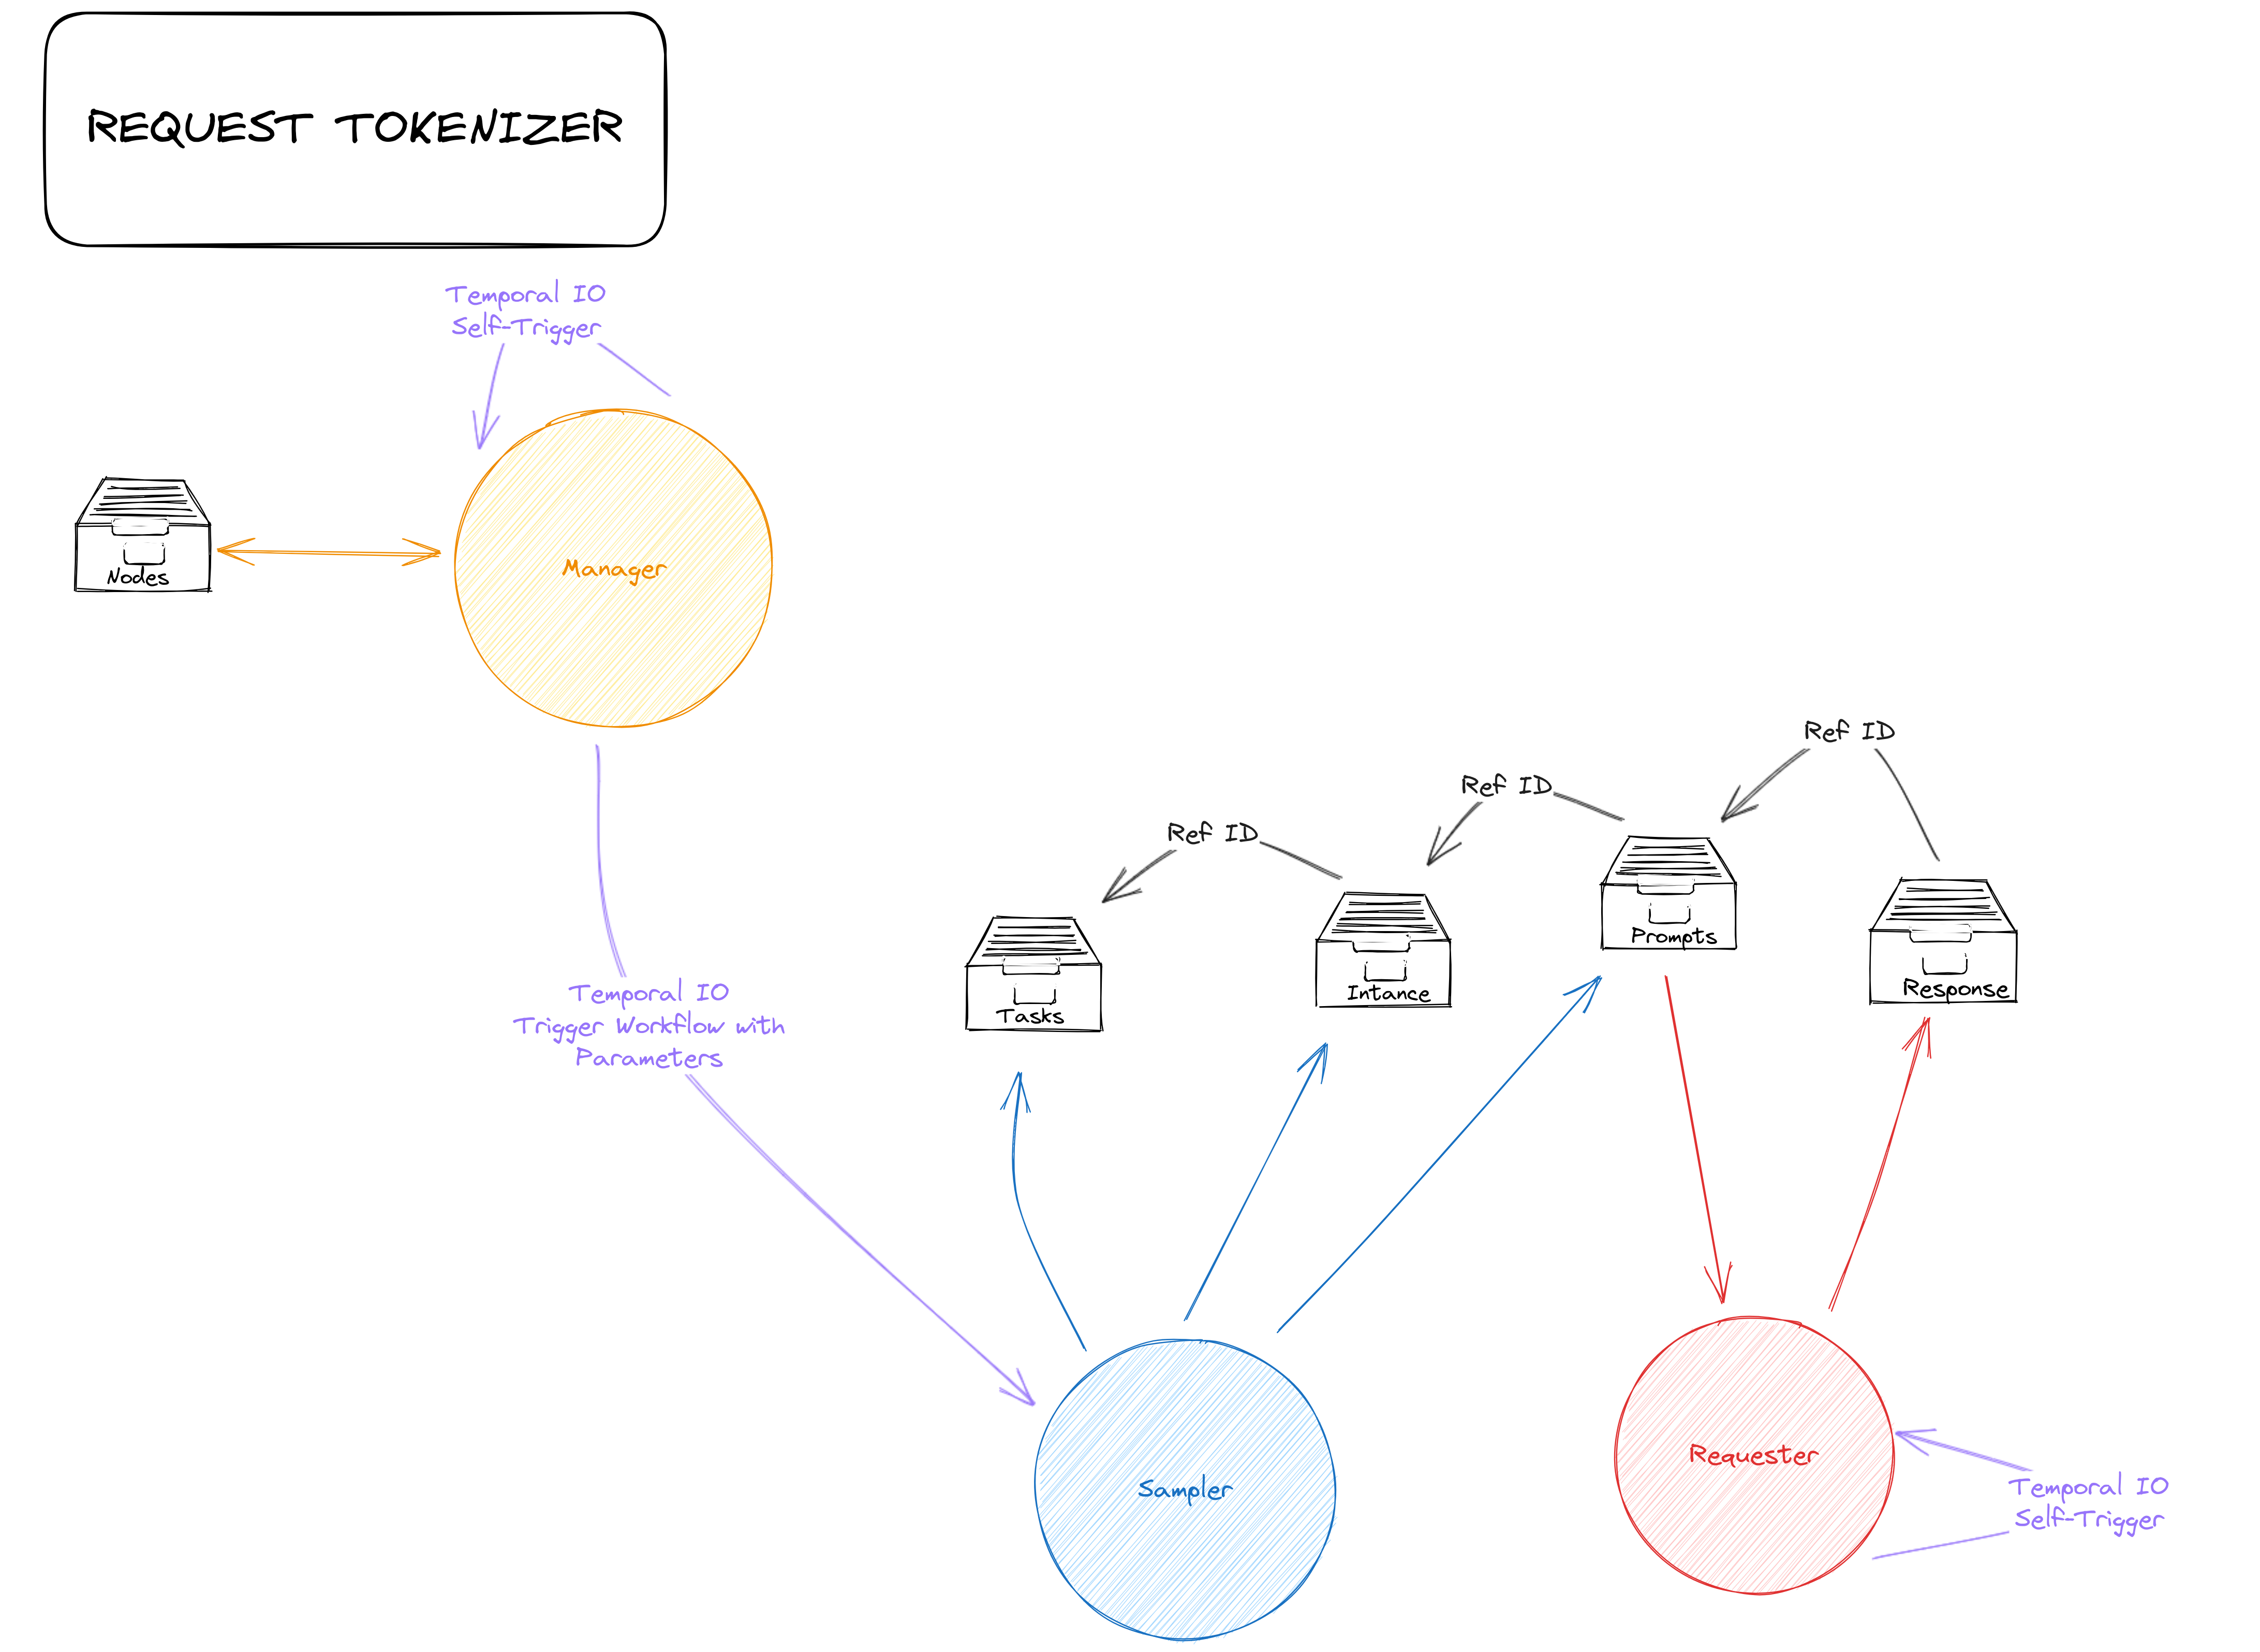 REQUEST TOKENIZER
Temporal IO
Self-Trigger
Nodes
Manager
Ref ID
Ref ID
Ref ID
Prompts
Response
Intance
Tasks
Temporal IO
Trigger Workflow with
Parameters
Requester
Sampler
Temporal IO
Self-Trigger